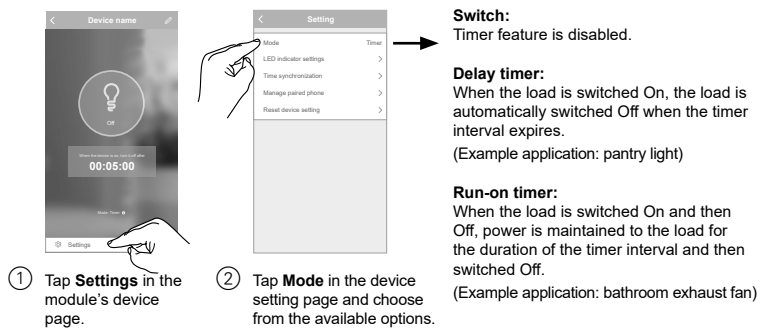 Device name
Off
When the device is on, turn it off after
00:05:00
Mode: Timer
Settings
1 Tap Settings in the
module's device
page.
Setting
Mode Timer
LED indicator settings
Time synchronization
Manage paired phone
Reset device setting
2 Tap Mode in the device
setting page and choose
from the available options.
Switch:
Timer feature is disabled.
Delay timer:
When the load is switched On, the load is
automatically switched Off when the timer
interval expires.
(Example application: pantry light)
Run-on timer:
When the load is switched On and then
Off, power is maintained to the load for
the duration of the timer interval and then
switched Off.
(Example application: bathroom exhaust fan)